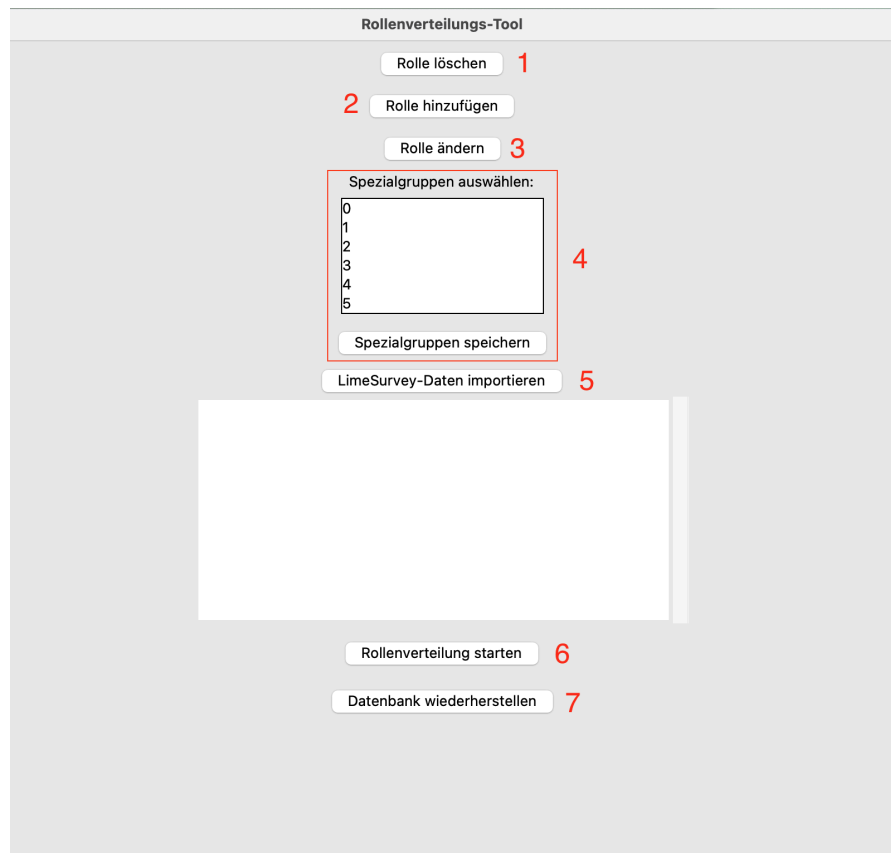 Rollenverteilungs-Tool
Rolle löschen 1
2 Rolle hinzufügen
Rolle ändern 3
Spezialgruppen auswählen:
0
1
2
3
4
5
4
Spezialgruppen speichern
LimeSurvey-Daten importieren 5
Rollenverteilung starten 6
Datenbank wiederherstellen 7